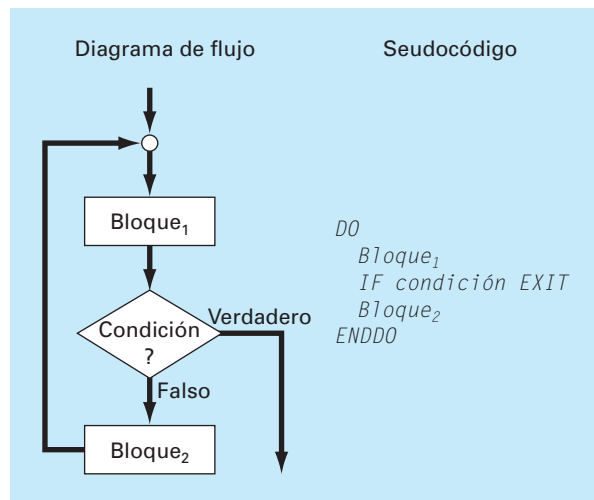 Diagrama de flujo
Seudocódigo
Bloque₁
Condición
?
Verdadero
Falso
Bloque₂
DO
Bloque₁
IF condición EXIT
Bloque₂
ENDDO